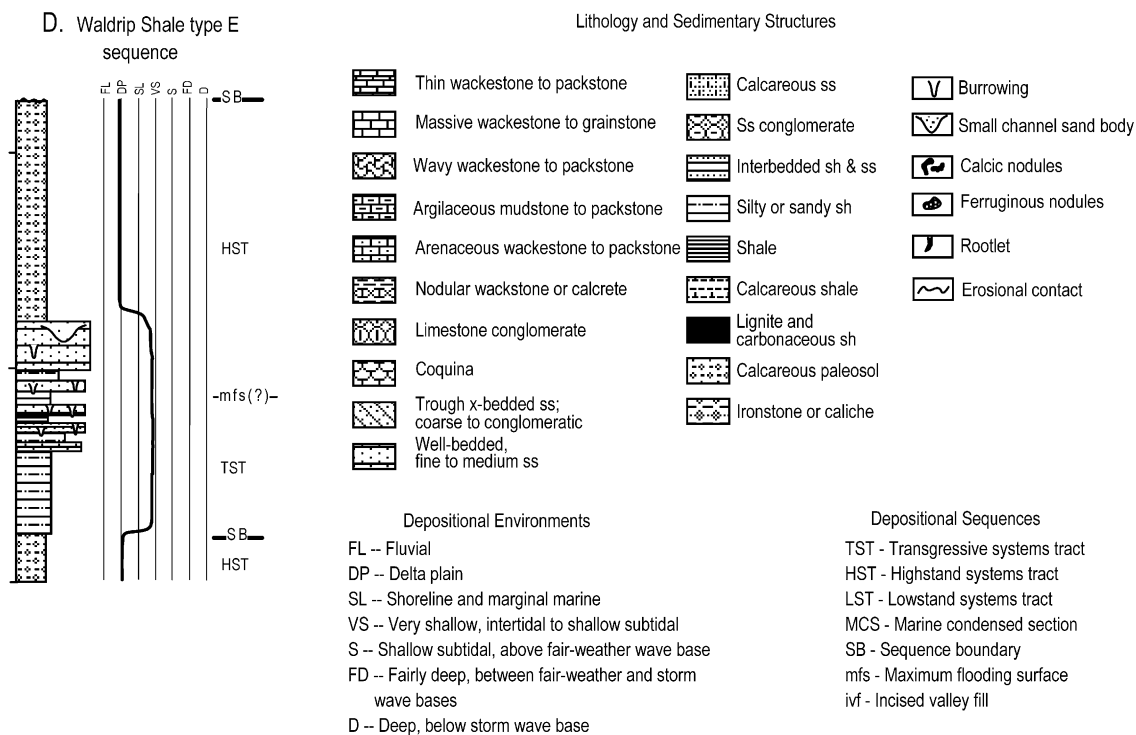 D. Waldrip Shale type E
sequence
FL DP SL VS S FD D
SB
HST
mfs(?)
TST
SB
HST
Lithology and Sedimentary Structures
Thin wackestone to packstone
Massive wackestone to grainstone
Wavy wackestone to packstone
Argilaceous mudstone to packstone
Arenaceous wackestone to packstone
Nodular wackstone or calcrete
Limestone conglomerate
Coquina
Trough x-bedded ss;
coarse to conglomeratic
Well-bedded,
fine to medium ss
Calcareous ss
Ss conglomerate
Interbedded sh & ss
Silty or sandy sh
Shale
Calcareous shale
Lignite and
carbonaceous sh
Calcareous paleosol
Ironstone or caliche
Burrowing
Small channel sand body
Calcic nodules
Ferruginous nodules
Rootlet
Erosional contact
Depositional Environments
FL -- Fluvial
DP -- Delta plain
SL -- Shoreline and marginal marine
VS -- Very shallow, intertidal to shallow subtidal
S -- Shallow subtidal, above fair-weather wave base
FD -- Fairly deep, between fair-weather and storm
wave bases
D -- Deep, below storm wave base
Depositional Sequences
TST - Transgressive systems tract
HST - Highstand systems tract
LST - Lowstand systems tract
MCS - Marine condensed section
SB - Sequence boundary
mfs - Maximum flooding surface
ivf - Incised valley fill